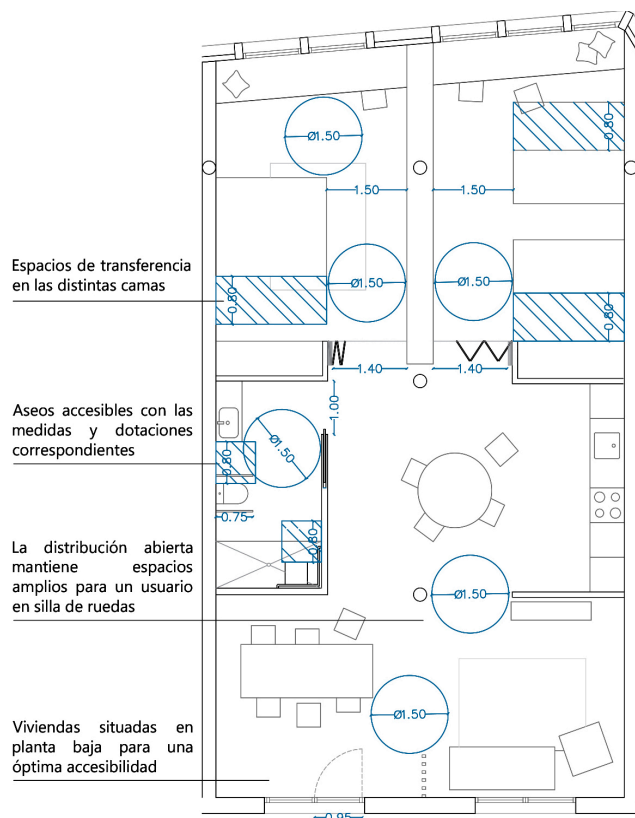 Ø1.50
0.80
1.50
1.50
Espacios de transferencia
en las distintas camas
0.80
Ø1.50
Ø1.50
0.80
1.40
1.40
1.00
Aseos accesibles con las
medidas y dotaciones
correspondientes
0.80
Ø1.50
0.75
0.80
La distribución abierta
mantiene espacios
amplios para un usuario
en silla de ruedas
Ø1.50
Ø1.50
Viviendas situadas en
planta baja para una
óptima accesibilidad
0.95